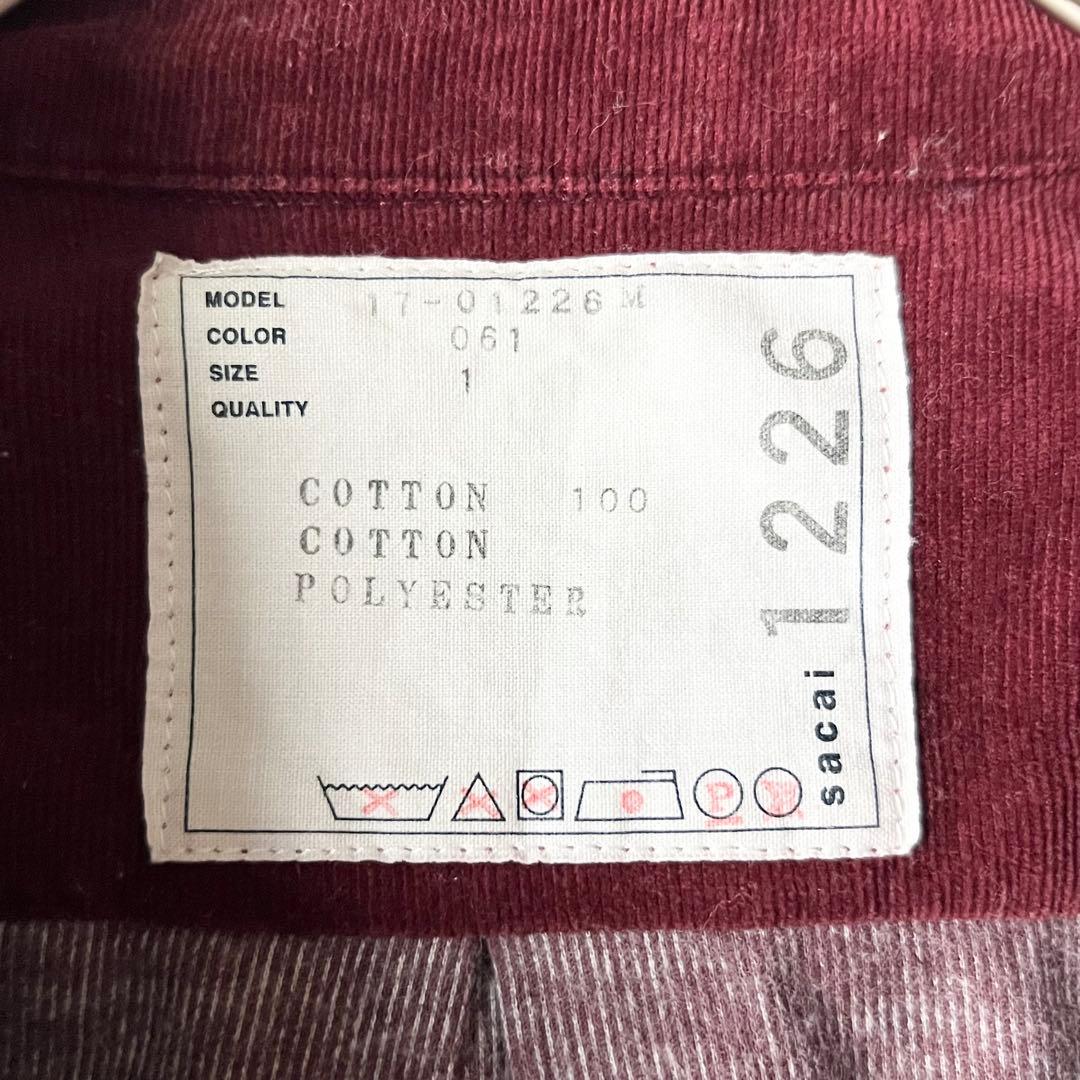 MODEL 17-01226M
COLOR 061
SIZE 1
QUALITY
COTTON 100
COTTON
POLYESTER
sacai 1226
P